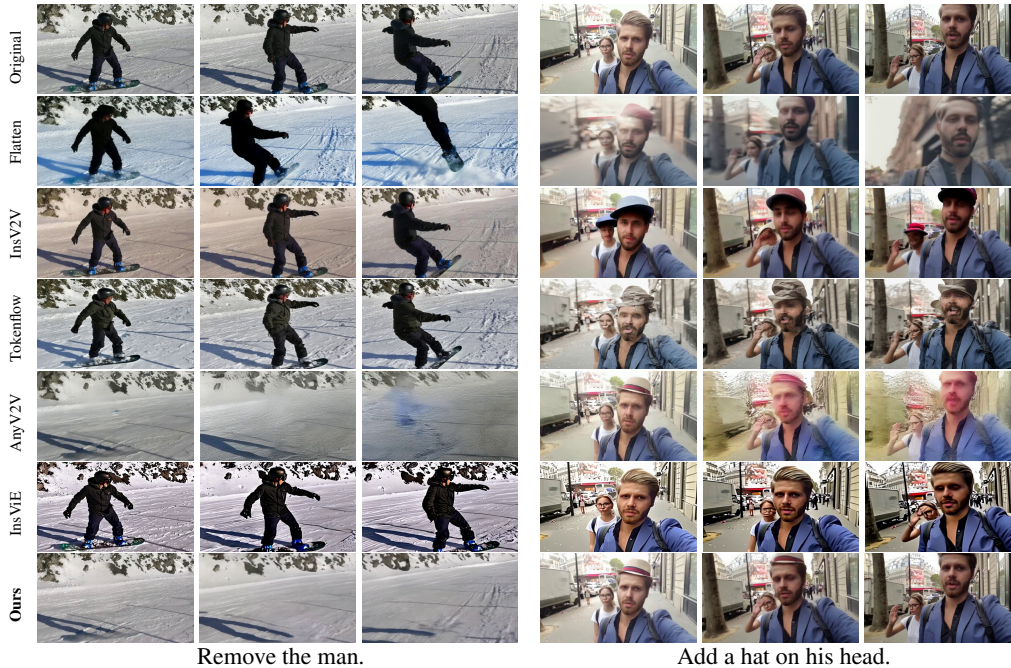 Original
Flatten
InsV2V
Tokenflow
AnyV2V
InsViE
Ours
Remove the man.
Add a hat on his head.